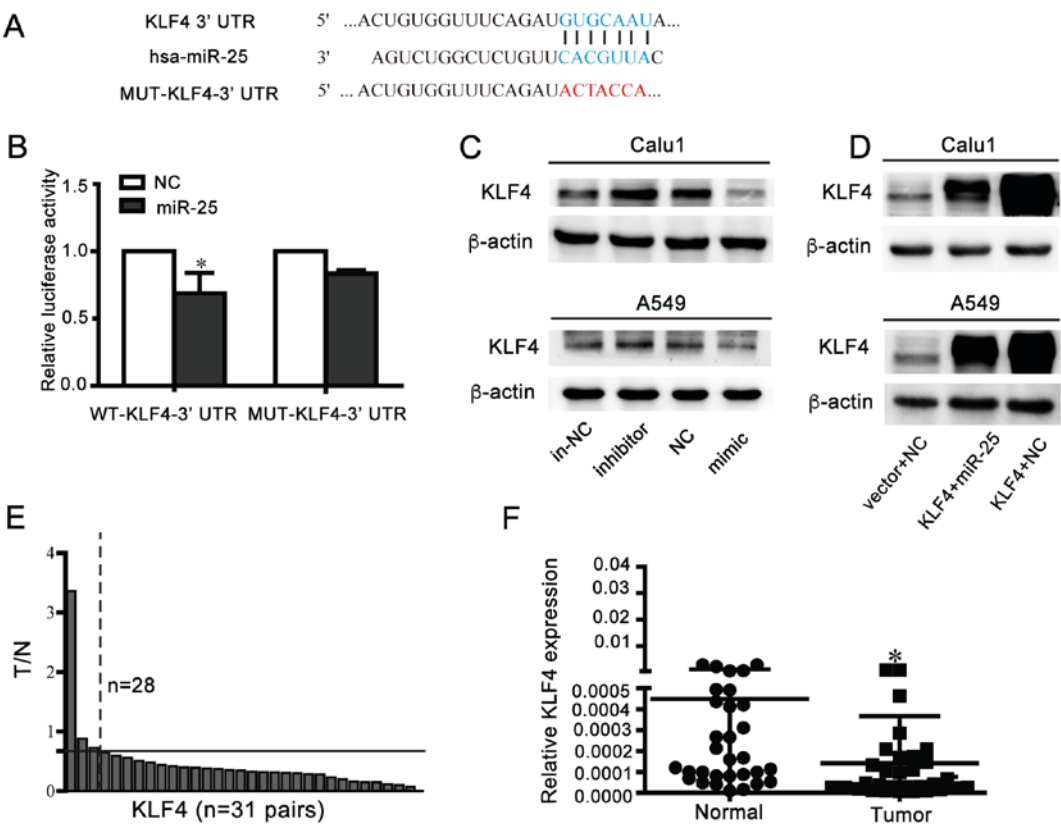 A
KLF4 3' UTR 5' ...ACUGUGGUUUCAGAUGUGCAAUA...
hsa-miR-25 3' AGUCUGGCUCUGUUCACGUUAC
MUT-KLF4-3' UTR 5' ...ACUGUGGUUUCAGAUACTACCA...
B
NC
miR-25
Relative luciferase activity
1.5
1.0
0.5
0.0
*
WT-KLF4-3' UTR MUT-KLF4-3' UTR
C
Calu1
KLF4
β-actin
A549
KLF4
β-actin
in-NC inhibitor NC mimic
D
Calu1
KLF4
β-actin
A549
KLF4
β-actin
vector+NC KLF4+miR-25 KLF4+NC
E
T/N
4
3
2
1
0
n=28
KLF4 (n=31 pairs)
F
Relative KLF4 expression
0.04
0.03
0.02
0.01
0.0005
0.0004
0.0002
0.0001
0.0000
*
Normal Tumor